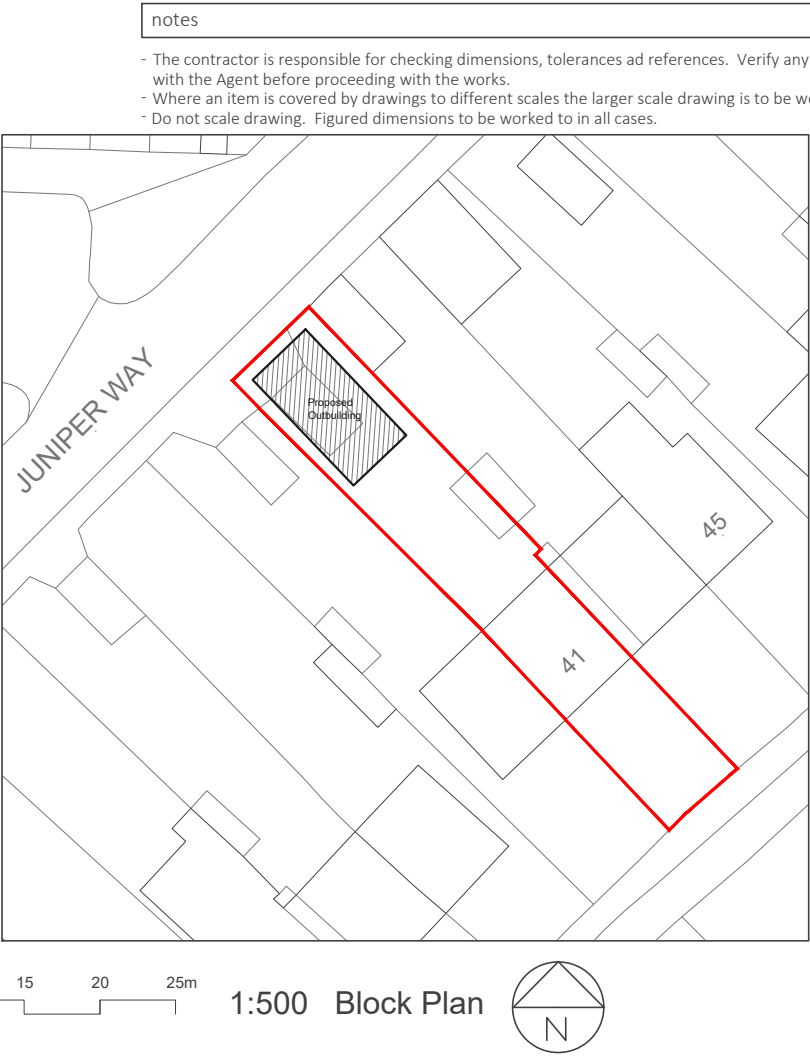 notes
- The contractor is responsible for checking dimensions, tolerances ad references. Verify any
with the Agent before proceeding with the works.
- Where an item is covered by drawings to different scales the larger scale drawing is to be
- Do not scale drawing. Figured dimensions to be worked to in all cases.
JUNIPER WAY
Proposed
Outbuilding
45
41
15 20 25m
1:500 Block Plan
N